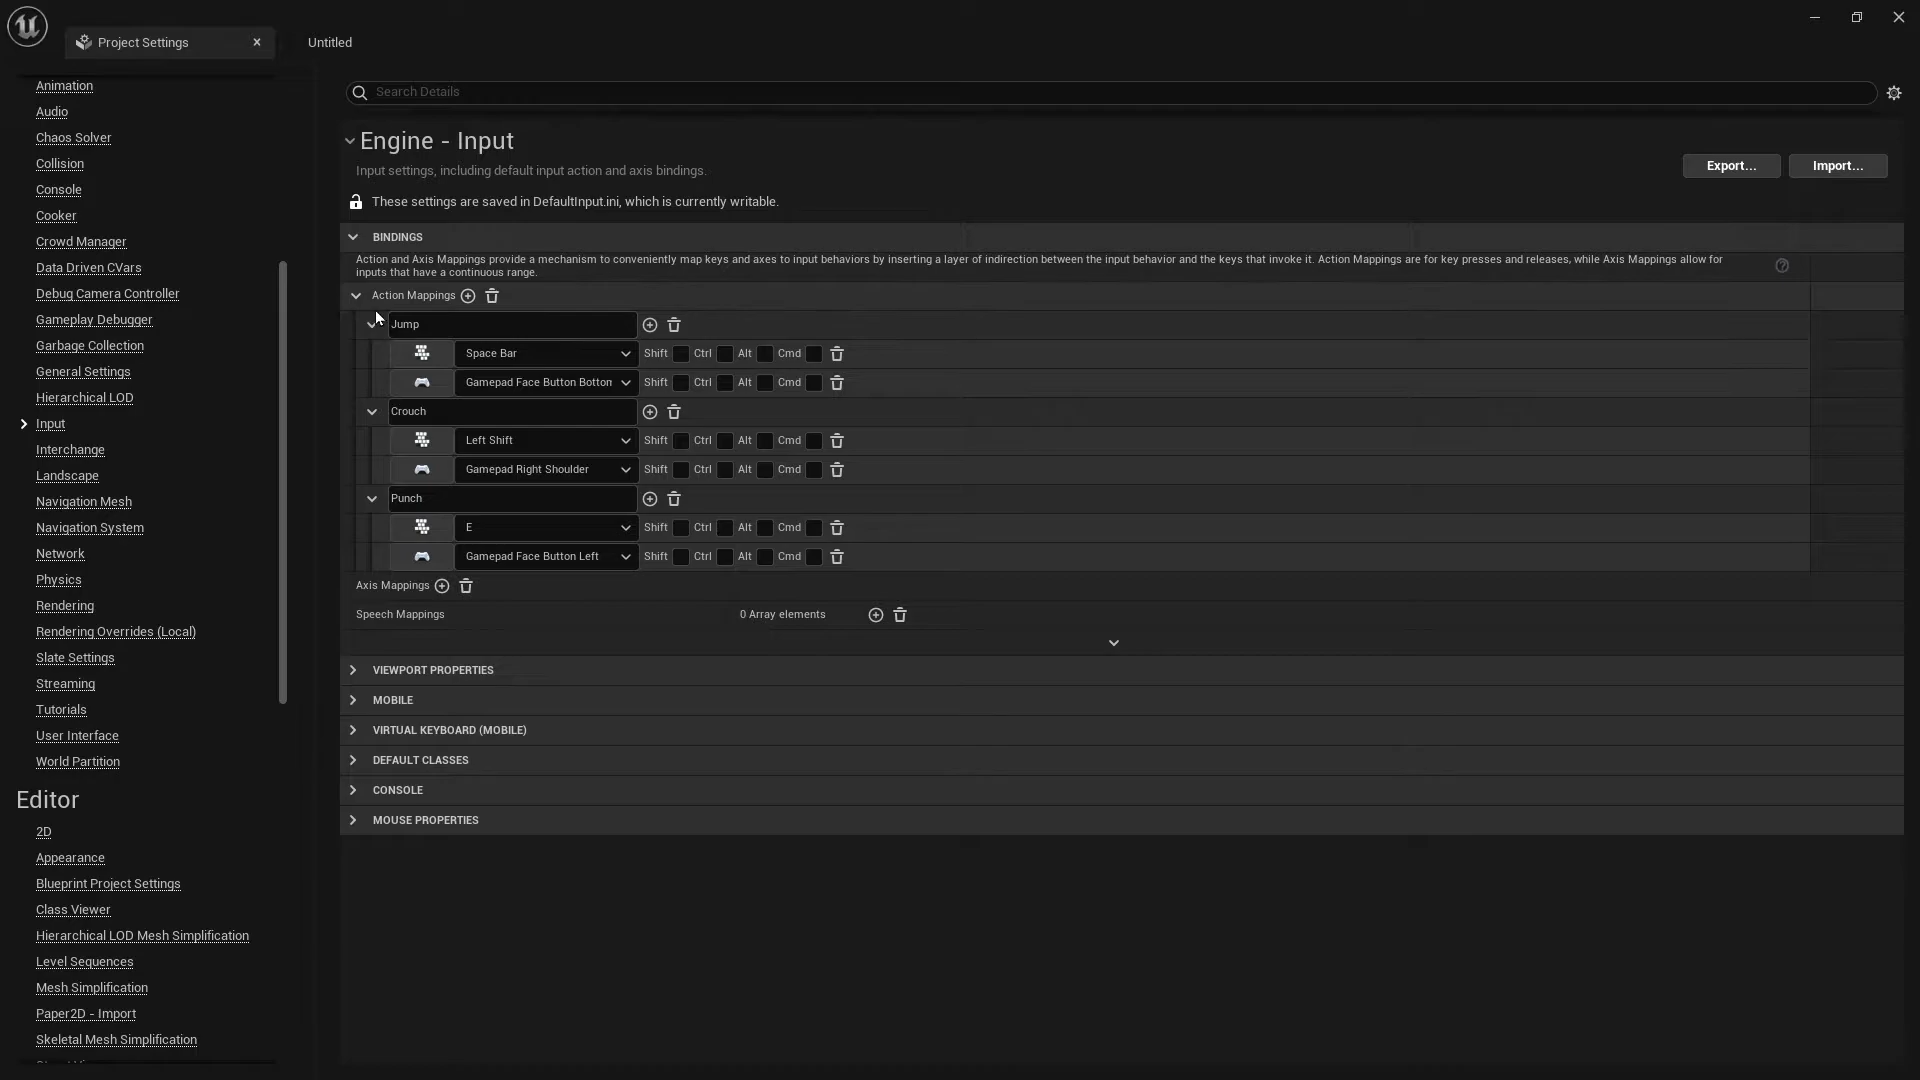 Project Settings
Untitled
Animation
Audio
Chaos Solver
Collision
Console
Cooker
Crowd Manager
Data Driven CVars
Debug Camera Controller
Gameplay Debugger
Garbage Collection
General Settings
Hierarchical LOD
Input
Interchange
Landscape
Navigation Mesh
Navigation System
Network
Physics
Rendering
Rendering Overrides (Local)
Slate Settings
Streaming
Tutorials
User Interface
World Partition
Editor
2D
Appearance
Blueprint Project Settings
Class Viewer
Hierarchical LOD Mesh Simplification
Level Sequences
Mesh Simplification
Paper2D - Import
Skeletal Mesh Simplification
Search Details
Engine - Input
Input settings, including default input action and axis bindings.
Export...
Import...
These settings are saved in DefaultInput.ini, which is currently writable.
BINDINGS
Action and Axis Mappings provide a mechanism to conveniently map keys and axes to input behaviors by inserting a layer of indirection between the input behavior and the keys that invoke it. Action Mappings are for key presses and releases, while Axis Mappings allow for
inputs that have a continuous range.
Action Mappings
Jump
Space Bar Shift Ctrl Alt Cmd
Gamepad Face Button Bottom Shift Ctrl Alt Cmd
Crouch
Left Shift Shift Ctrl Alt Cmd
Gamepad Right Shoulder Shift Ctrl Alt Cmd
Punch
E Shift Ctrl Alt Cmd
Gamepad Face Button Left Shift Ctrl Alt Cmd
Axis Mappings
Speech Mappings 0 Array elements
VIEWPORT PROPERTIES
MOBILE
VIRTUAL KEYBOARD (MOBILE)
DEFAULT CLASSES
CONSOLE
MOUSE PROPERTIES